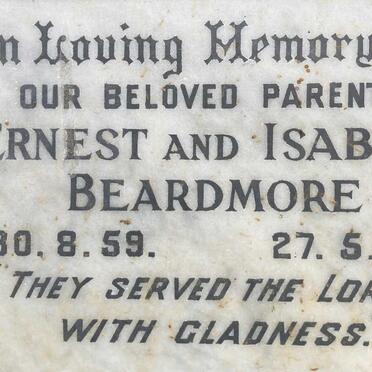 n Loving Memory
OUR BELOVED PARENT
ERNEST AND ISAB
BEARDMORE
30.8.59. 27.5.
THEY SERVED THE LOR
WITH GLADNESS.